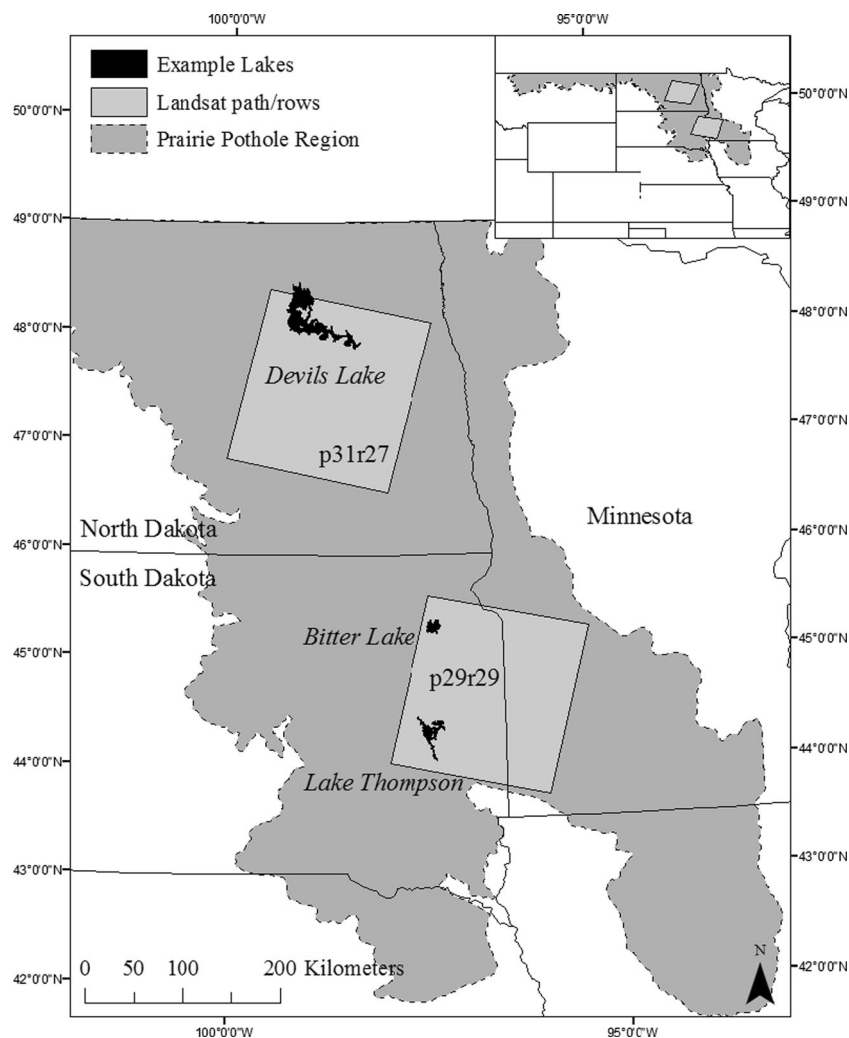 100°0'0"W 95°0'0"W
Example Lakes
Landsat path/rows
Prairie Pothole Region
50°0'0"N
49°0'0"N
48°0'0"N
47°0'0"N
46°0'0"N
45°0'0"N
44°0'0"N
43°0'0"N
42°0'0"N
50°0'0"N
49°0'0"N
48°0'0"N
47°0'0"N
46°0'0"N
45°0'0"N
44°0'0"N
43°0'0"N
42°0'0"N
Devils Lake
p31r27
North Dakota
Minnesota
South Dakota
Bitter Lake
p29r29
Lake Thompson
0 50 100 200 Kilometers
N
100°0'0"W 95°0'0"W